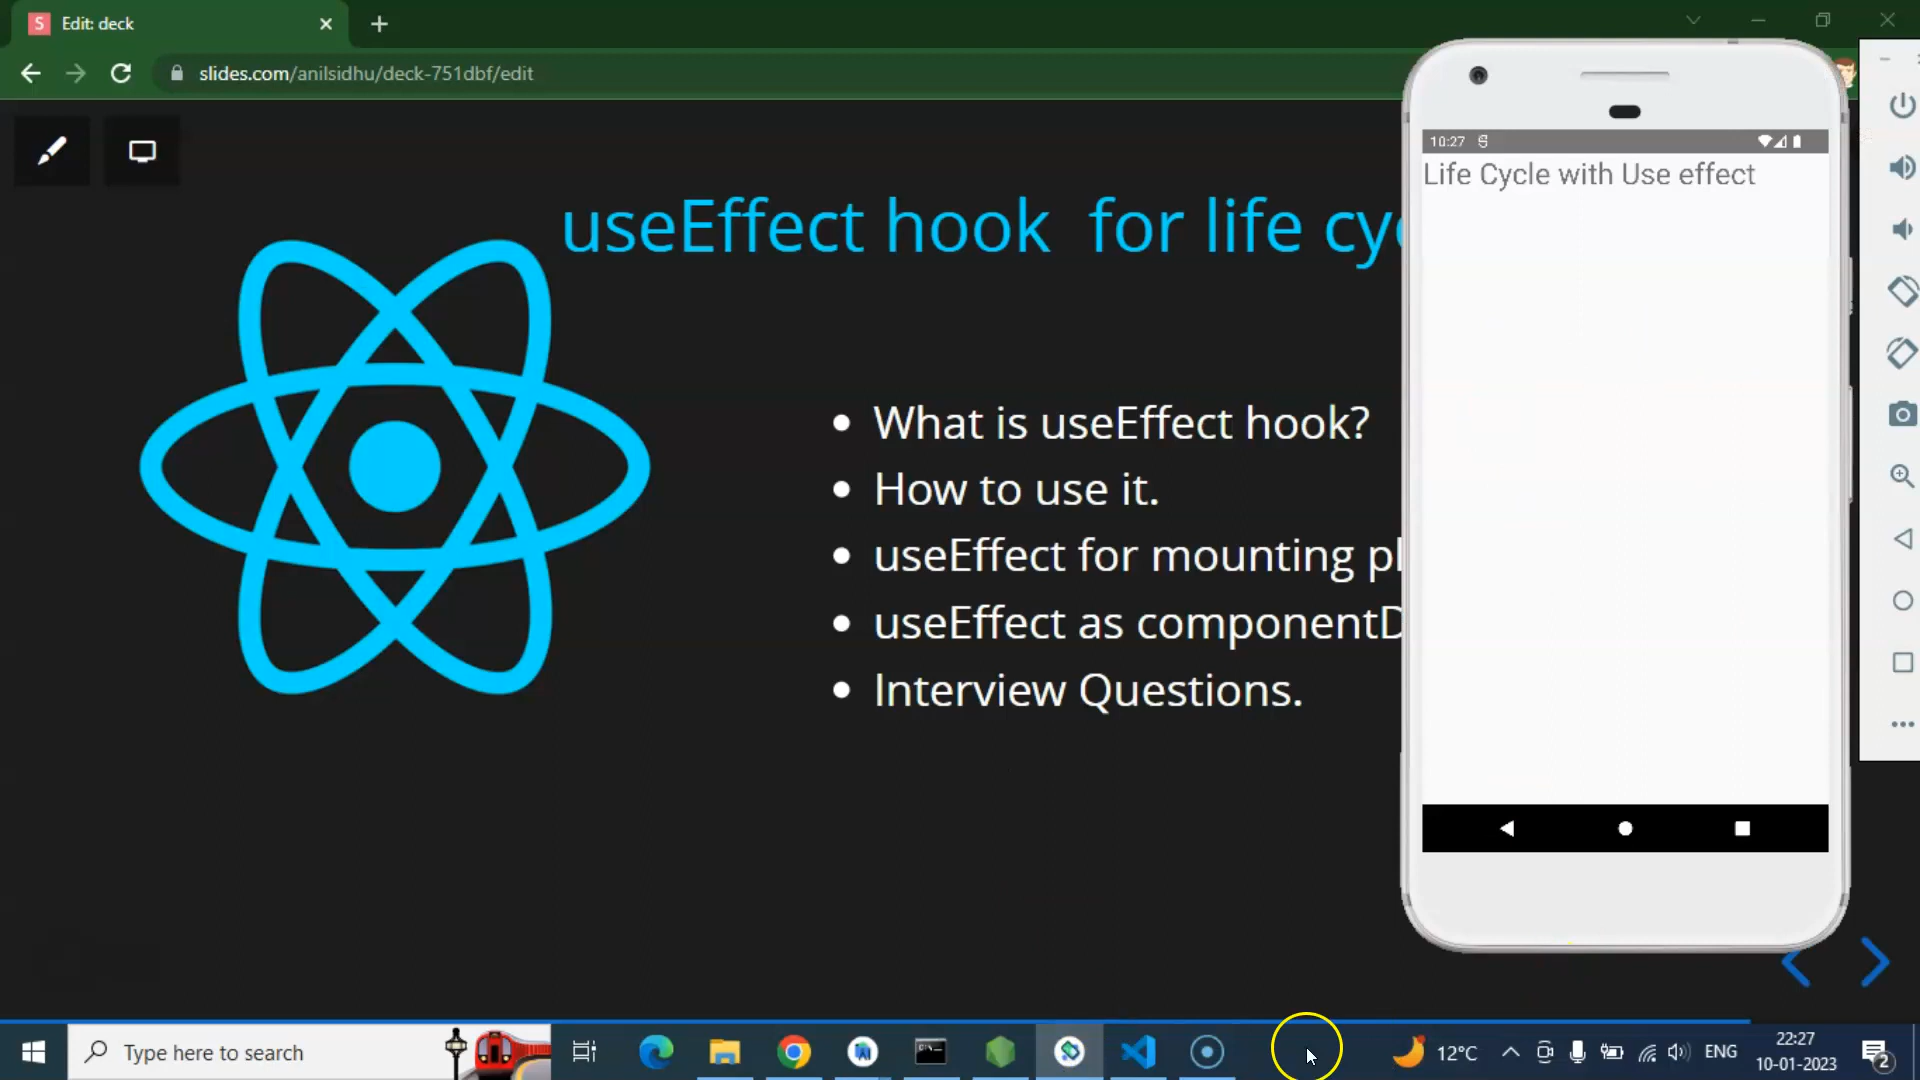 S Edit: deck
slides.com/anilsidhu/deck-751dbf/edit
10:27
Life Cycle with Use effect
useEffect hook for life cyc
What is useEffect hook?
How to use it.
useEffect for mounting pl
useEffect as componentD
Interview Questions.
Type here to search
12°C
ENG
22:27
10-01-2023
2